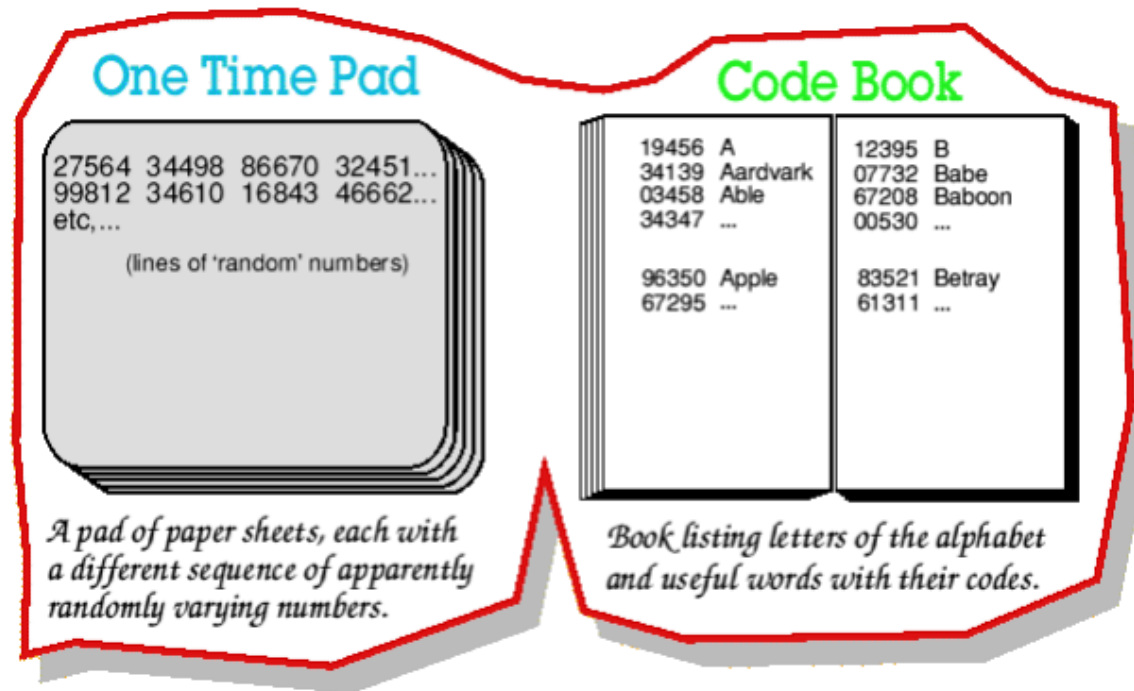 One Time Pad
27564 34498 86670 32451...
99812 34610 16843 46662...
etc,...
(lines of 'random' numbers)
A pad of paper sheets, each with
a different sequence of apparently
randomly varying numbers.
Code Book
19456 A
34139 Aardvark
03458 Able
34347 ...
96350 Apple
67295 ...
12395 B
07732 Babe
67208 Baboon
00530 ...
83521 Betray
61311 ...
Book listing letters of the alphabet
and useful words with their codes.